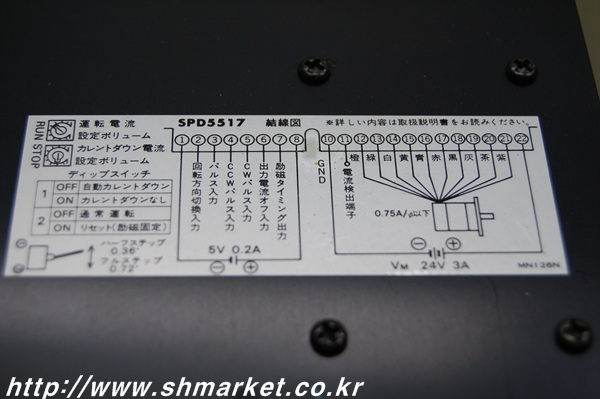 SPD5517 結線図 ※詳しい内容は取扱説明書をお読みください。
RUN 運転電流
設定ボリューム
STOP カレントダウン電流
設定ボリューム
ディップスイッチ
1 OFF 自動カレントダウン
ON カレントダウンなし
2 OFF 通常運転
ON リセット(励磁固定)
ハーフステップ
0.36°
フルステップ
0.72°
① ② ③ ④ ⑤ ⑥ ⑦ ⑧
回転方向切換入力
パルス入力
CCWパルス入力
CCWパルス入力
出力電流オフ入力
励磁タイミング出力
5V 0.2A
⊖ ⊕
⑩ ⑪ ⑫ ⑬ ⑭ ⑮ ⑯ ⑰ ⑱ ⑲ ⑳ ㉑ ㉒
GND
電流検出端子
橙 緑 白 黄 青 赤 黒 灰 茶 紫
0.75A/φ以下
⊖ ⊕
VM 24V 3A
MN126N
http://www.shmarket.co.kr